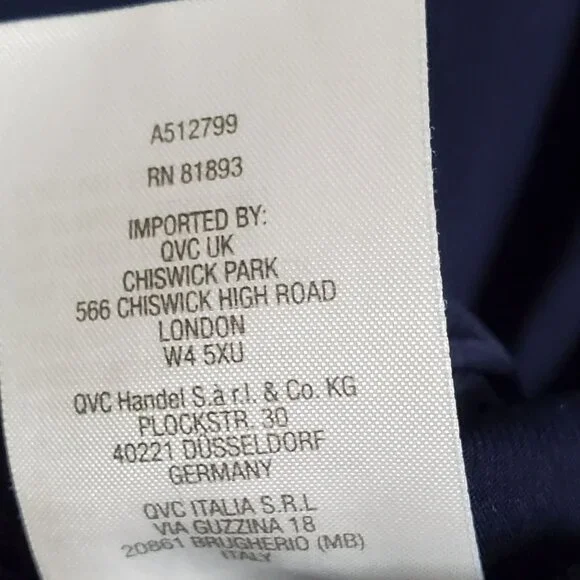 A512799
RN 81893
IMPORTED BY:
QVC UK
CHISWICK PARK
566 CHISWICK HIGH ROAD
LONDON
W4 5XU
QVC Handel S.à r.l. & Co. KG
PLOCKSTR. 30
40221 DÜSSELDORF
GERMANY
QVC ITALIA S.R.L
VIA GUZZINA 18
20861 BRUGHERIO (MB)
ITALY